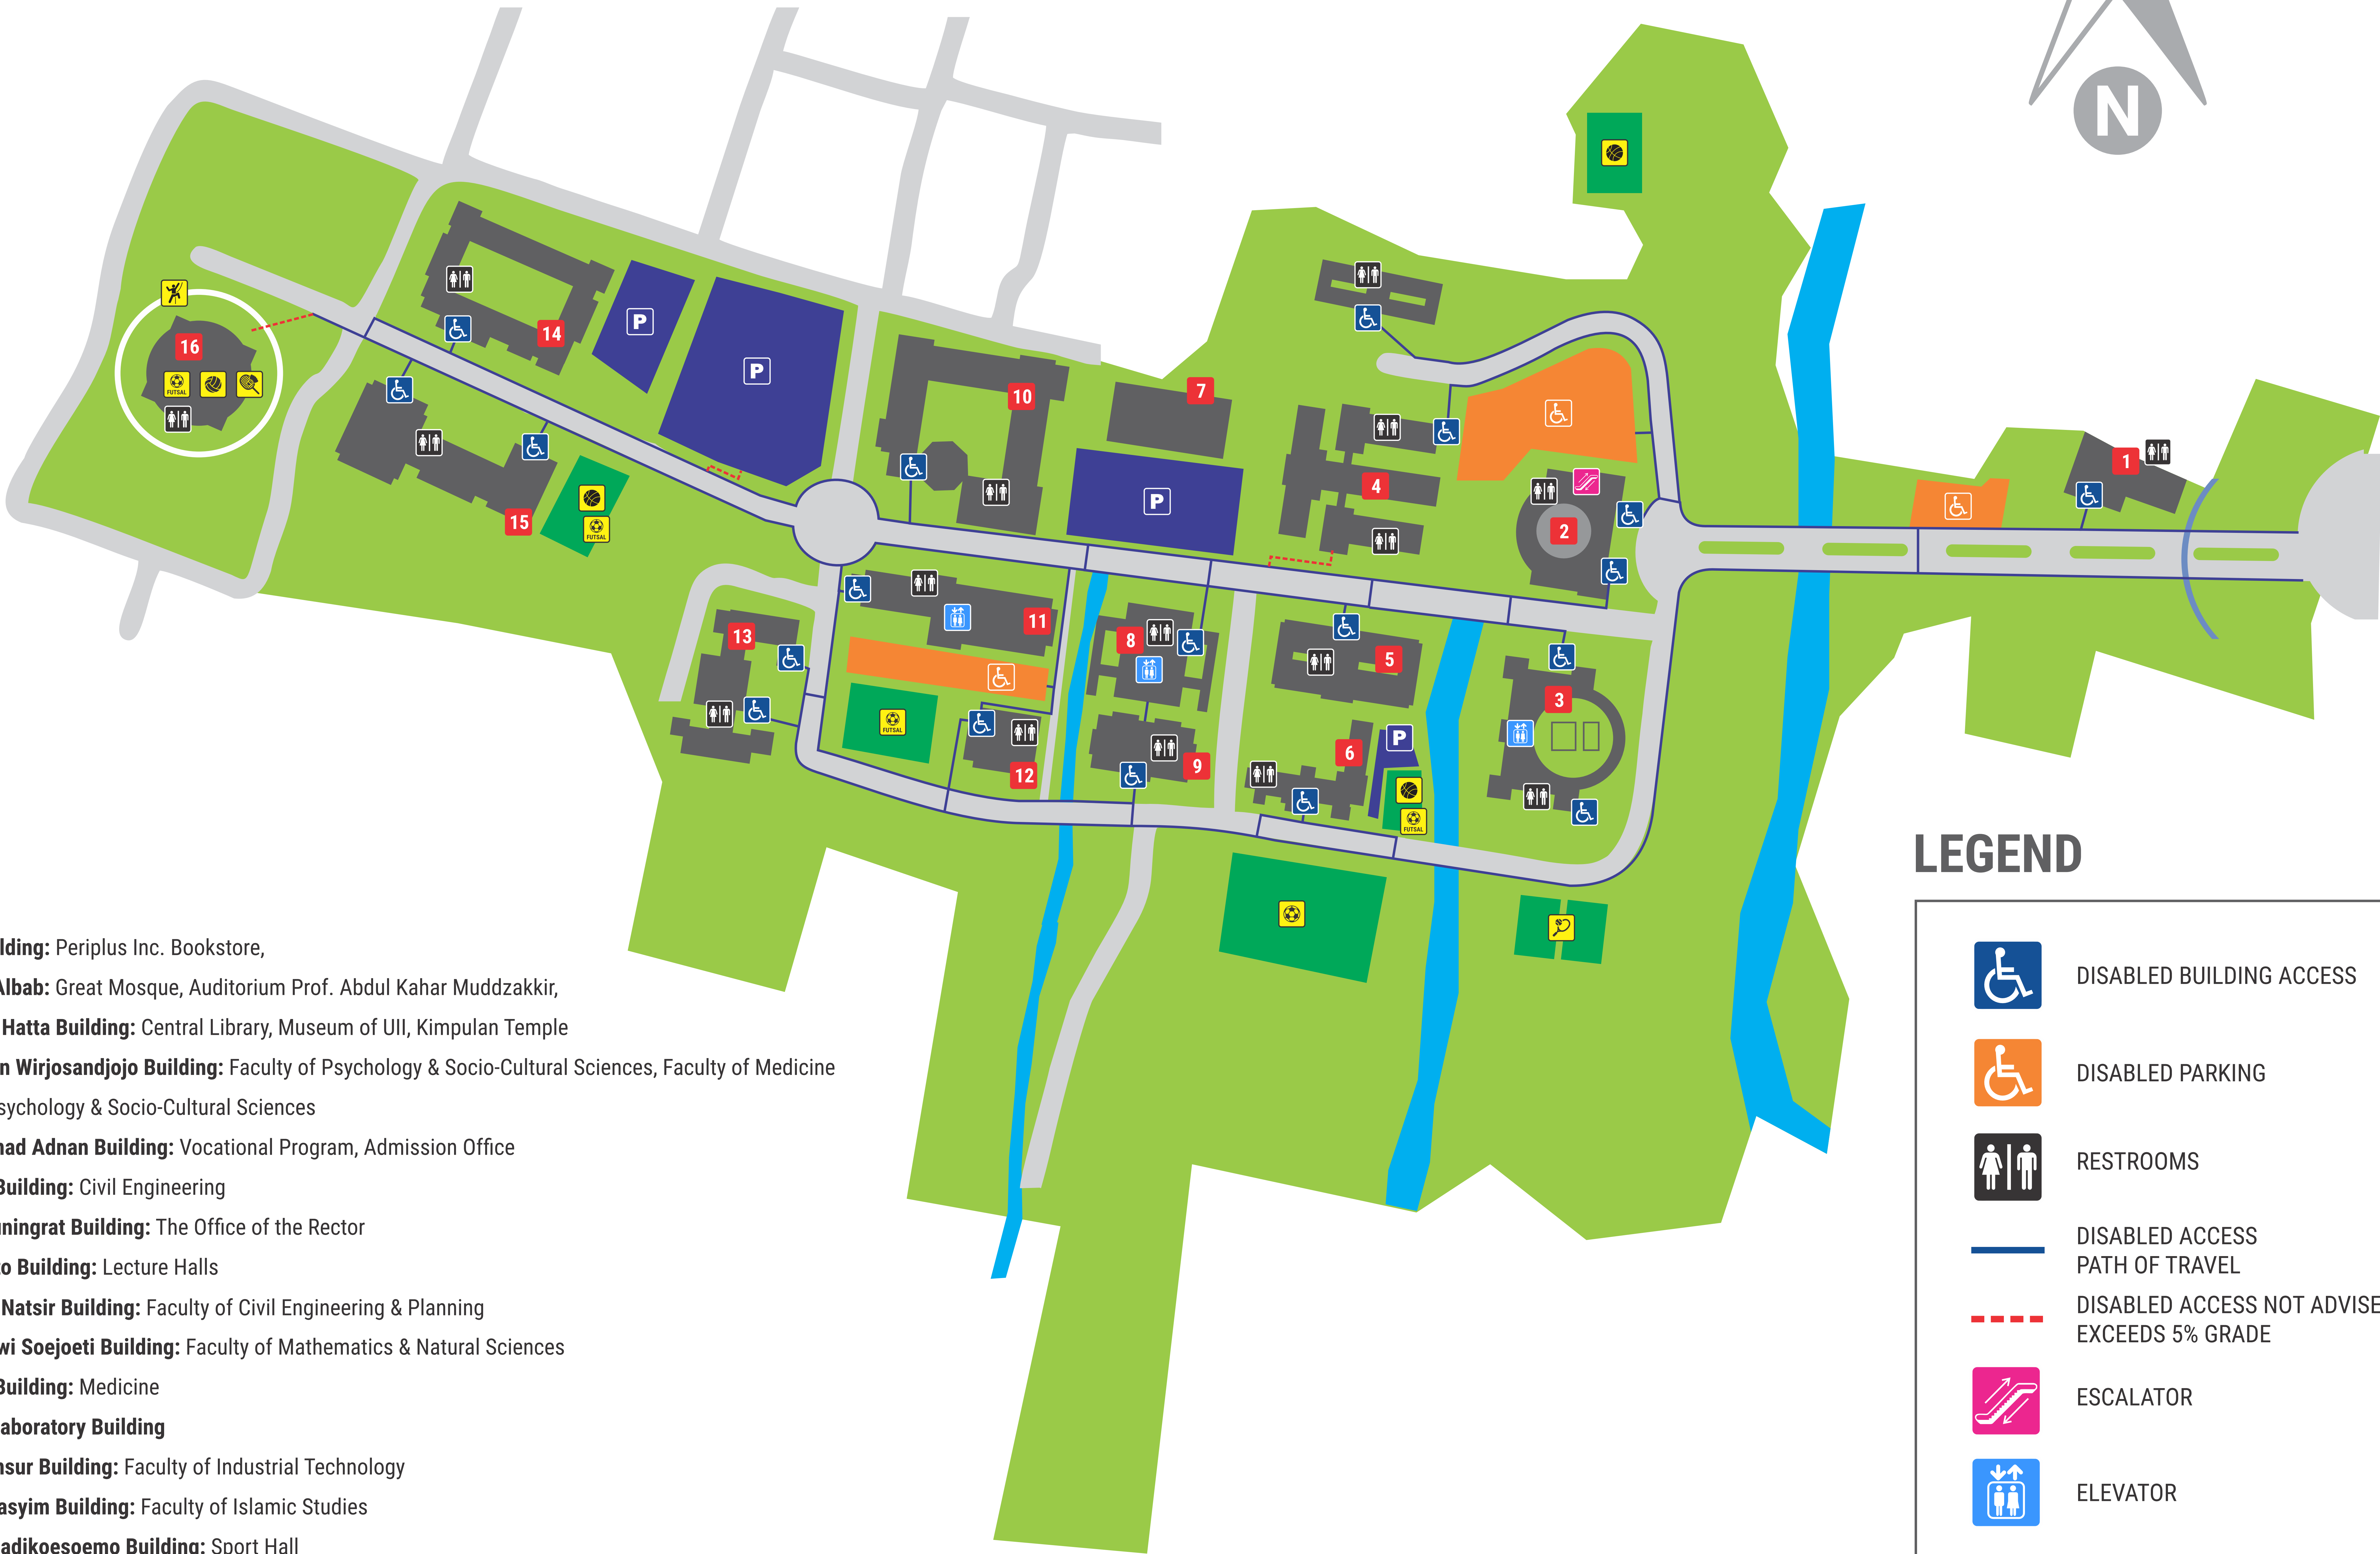 N
16
14
15
P
P
10
7
P
4
2
1
13
11
8
5
3
12
9
6
P
FUTSAL
FUTSAL
FUTSAL
FUTSAL
lding: Periplus Inc. Bookstore,
Albab: Great Mosque, Auditorium Prof. Abdul Kahar Muddzakkir,
Hatta Building: Central Library, Museum of UII, Kimpulan Temple
n Wirjosandjojo Building: Faculty of Psychology & Socio-Cultural Sciences, Faculty of Medicine
sychology & Socio-Cultural Sciences
mad Adnan Building: Vocational Program, Admission Office
Building: Civil Engineering
uningrat Building: The Office of the Rector
to Building: Lecture Halls
Natsir Building: Faculty of Civil Engineering & Planning
wi Soejoeti Building: Faculty of Mathematics & Natural Sciences
Building: Medicine
Laboratory Building
nsur Building: Faculty of Industrial Technology
asyim Building: Faculty of Islamic Studies
adikoesoemo Building: Sport Hall
LEGEND
DISABLED BUILDING ACCESS
DISABLED PARKING
RESTROOMS
DISABLED ACCESS
PATH OF TRAVEL
DISABLED ACCESS NOT ADVISE
EXCEEDS 5% GRADE
ESCALATOR
ELEVATOR